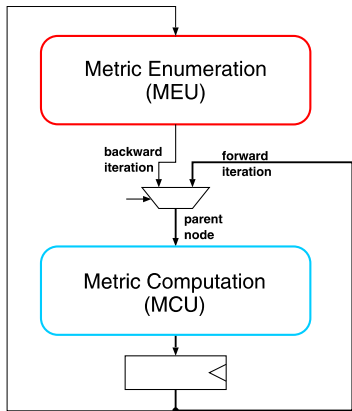 Metric Enumeration
(MEU)
backward
iteration
forward
iteration
parent
node
Metric Computation
(MCU)